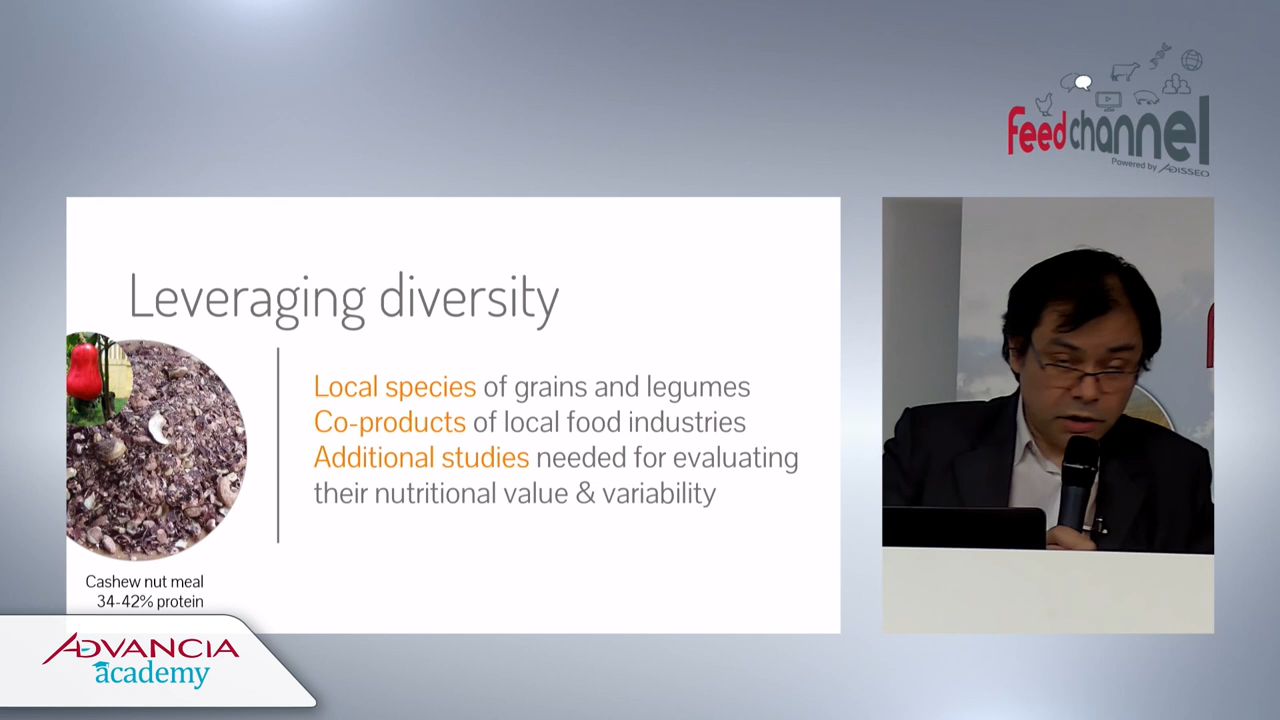 feedchannel
Powered by ADISSEO
Leveraging diversity
Local species of grains and legumes
Co-products of local food industries
Additional studies needed for evaluating
their nutritional value & variability
Cashew nut meal
34-42% protein
ADVANCIA
academy